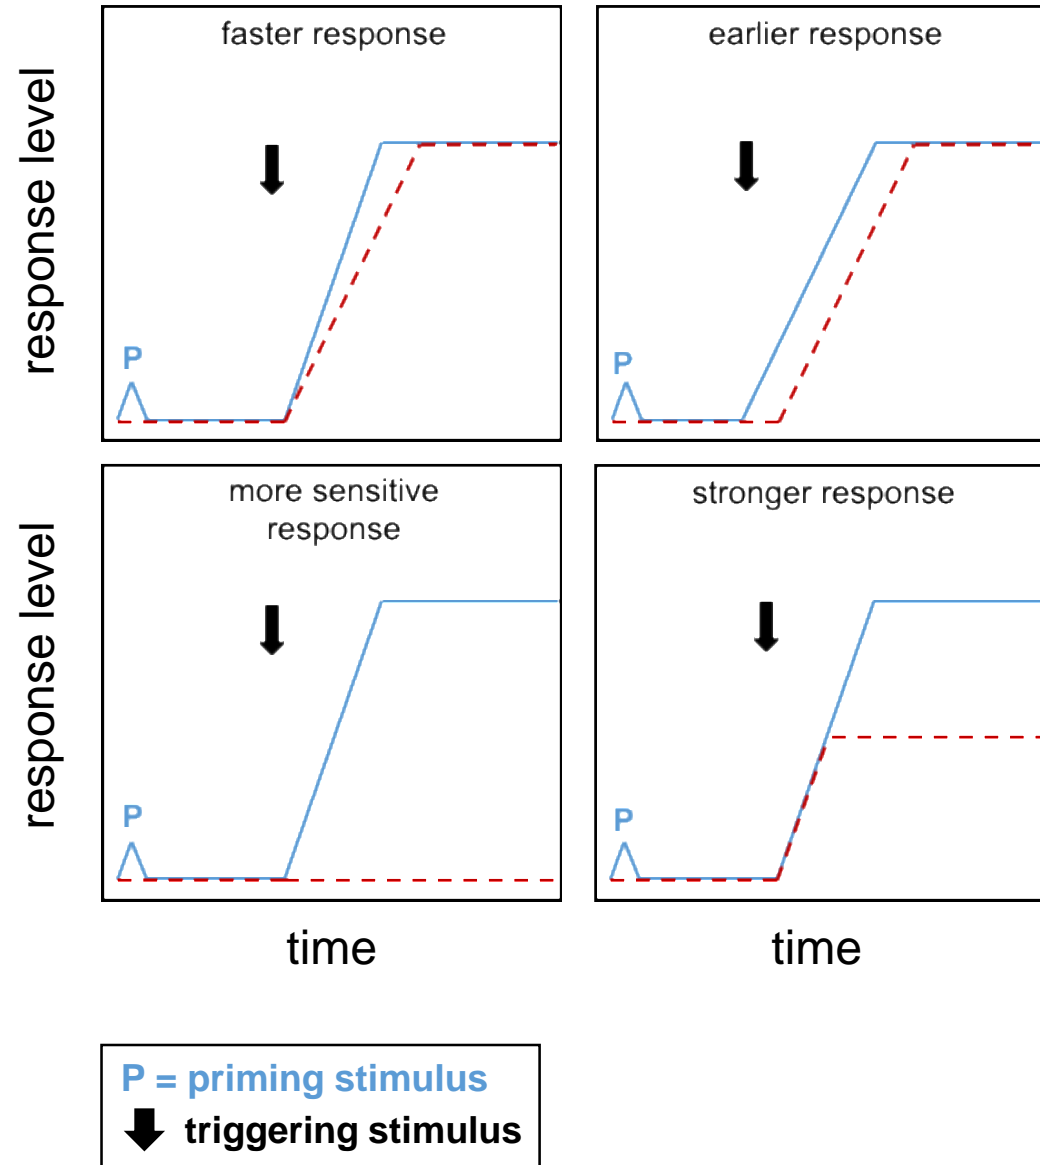 faster response
earlier response
response level
P
P
more sensitive
response
stronger response
response level
P
P
time
time
P = priming stimulus
triggering stimulus